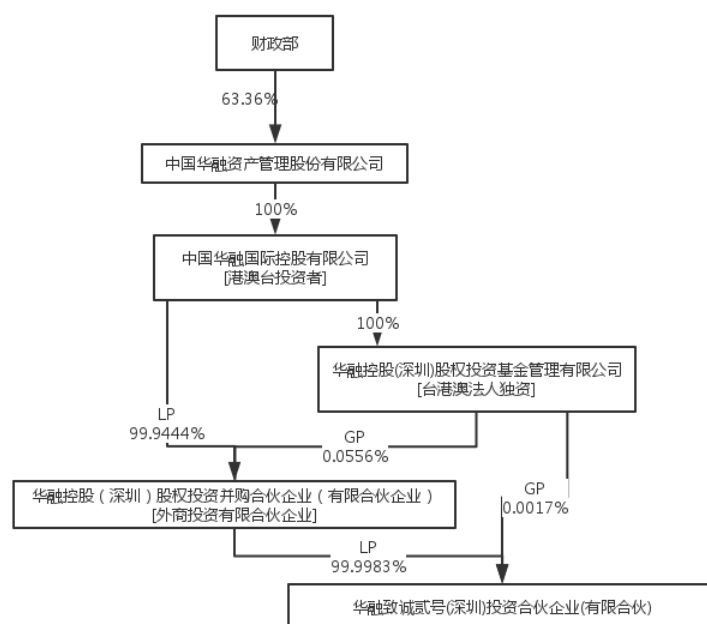 财政部
63.36%
中国华融资产管理股份有限公司
100%
中国华融国际控股有限公司
[港澳台投资者]
100%
华融控股(深圳)股权投资基金管理有限公司
[台港澳法人独资]
LP
99.9444%
GP
0.0556%
华融控股（深圳）股权投资并购合伙企业（有限合伙企业）
[外商投资有限合伙企业]
GP
0.0017%
LP
99.9983%
华融致诚贰号(深圳)投资合伙企业(有限合伙)